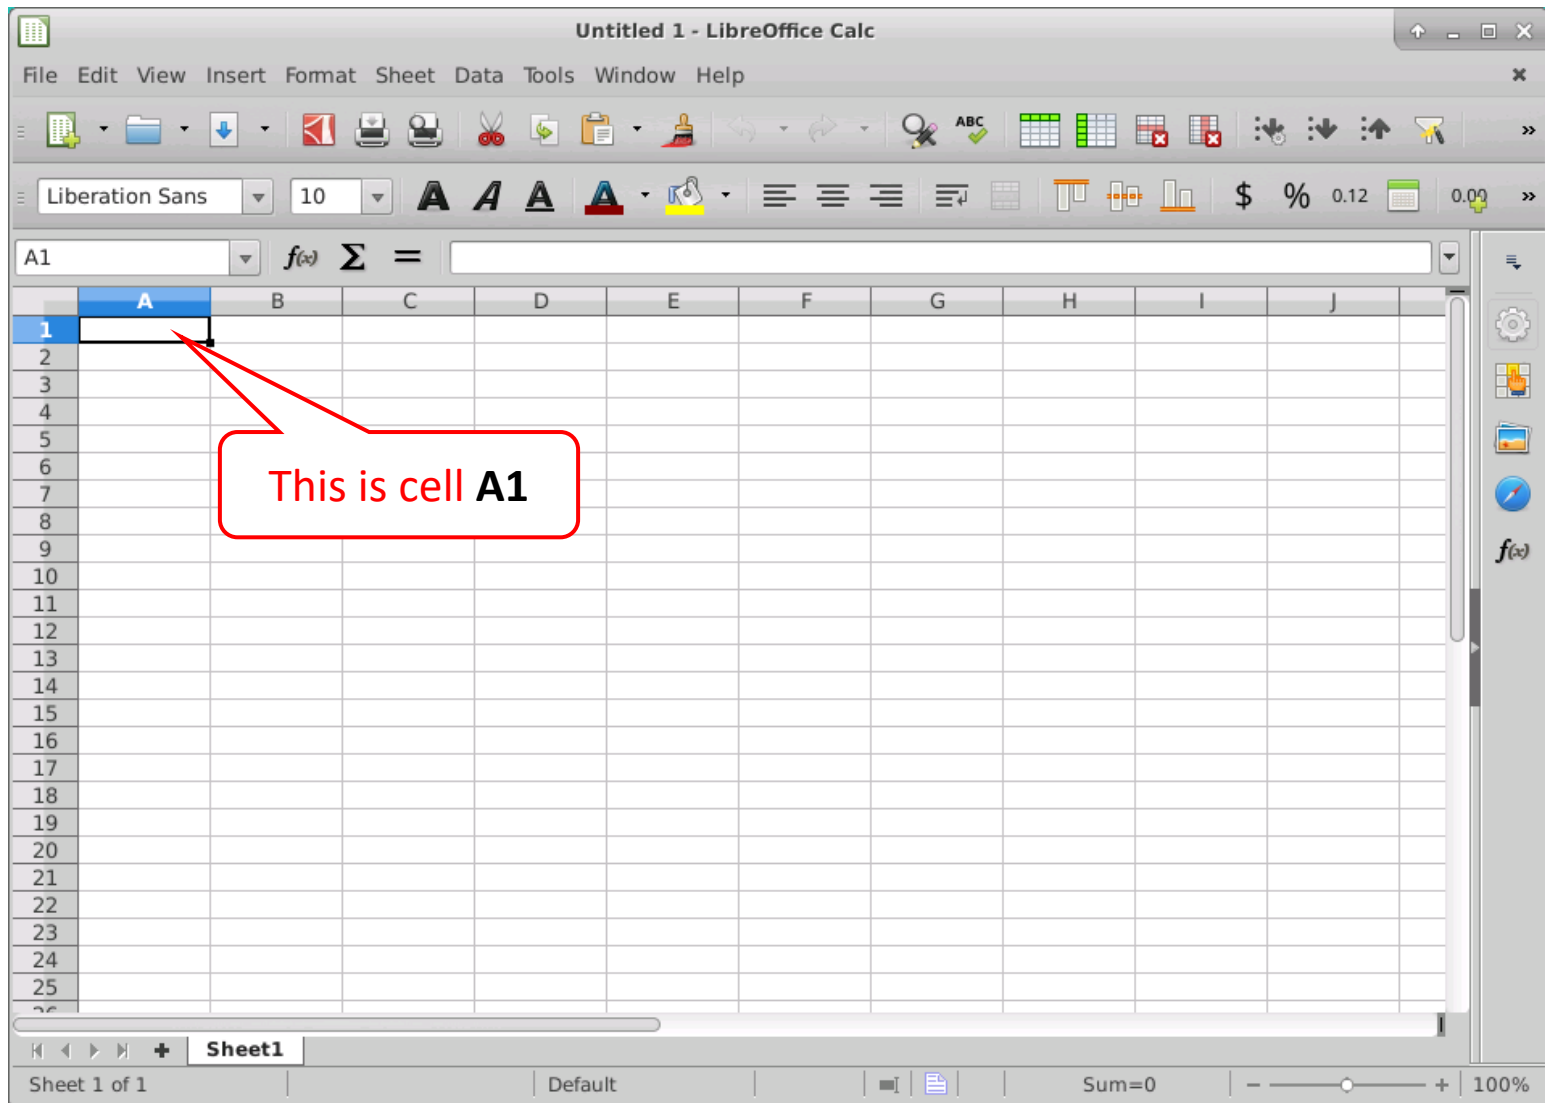 Untitled 1 - LibreOffice Calc
File Edit View Insert Format Sheet Data Tools Window Help
ABC
Liberation Sans 10 A A A A $ % 0.12 0.00
A1 f(x) Σ =
A B C D E F G H I J
1
2
3
4
5
6
7
8
9
10
11
12
13
14
15
16
17
18
19
20
21
22
23
24
25
26
This is cell A1
f(x)
Sheet1
Sheet 1 of 1 Default Sum=0 − + 100%